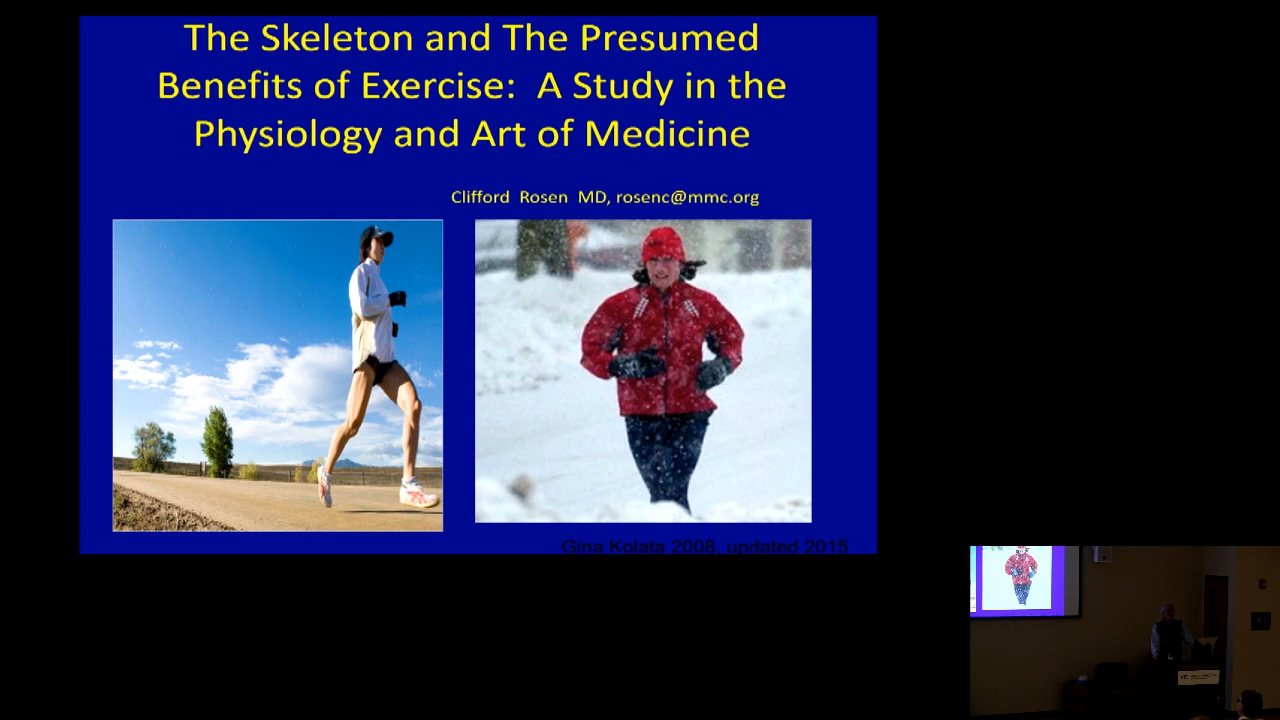 The Skeleton and The Presumed
Benefits of Exercise:  A Study in the
Physiology and Art of Medicine
Clifford Rosen MD, rosenc@mmc.org
Gina Kolata 2008, updated 2015